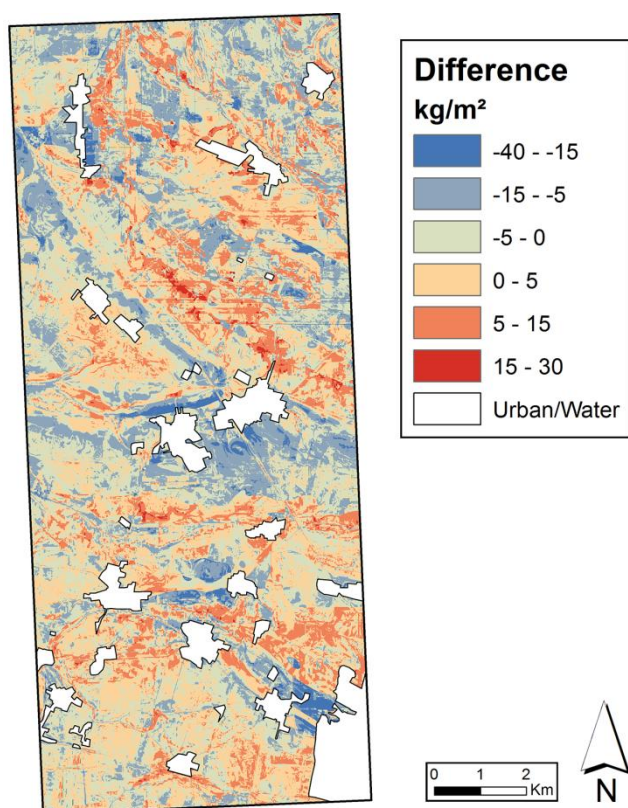 Difference
kg/m²
-40 - -15
-15 - -5
-5 - 0
0 - 5
5 - 15
15 - 30
Urban/Water
0 1 2
Km
N